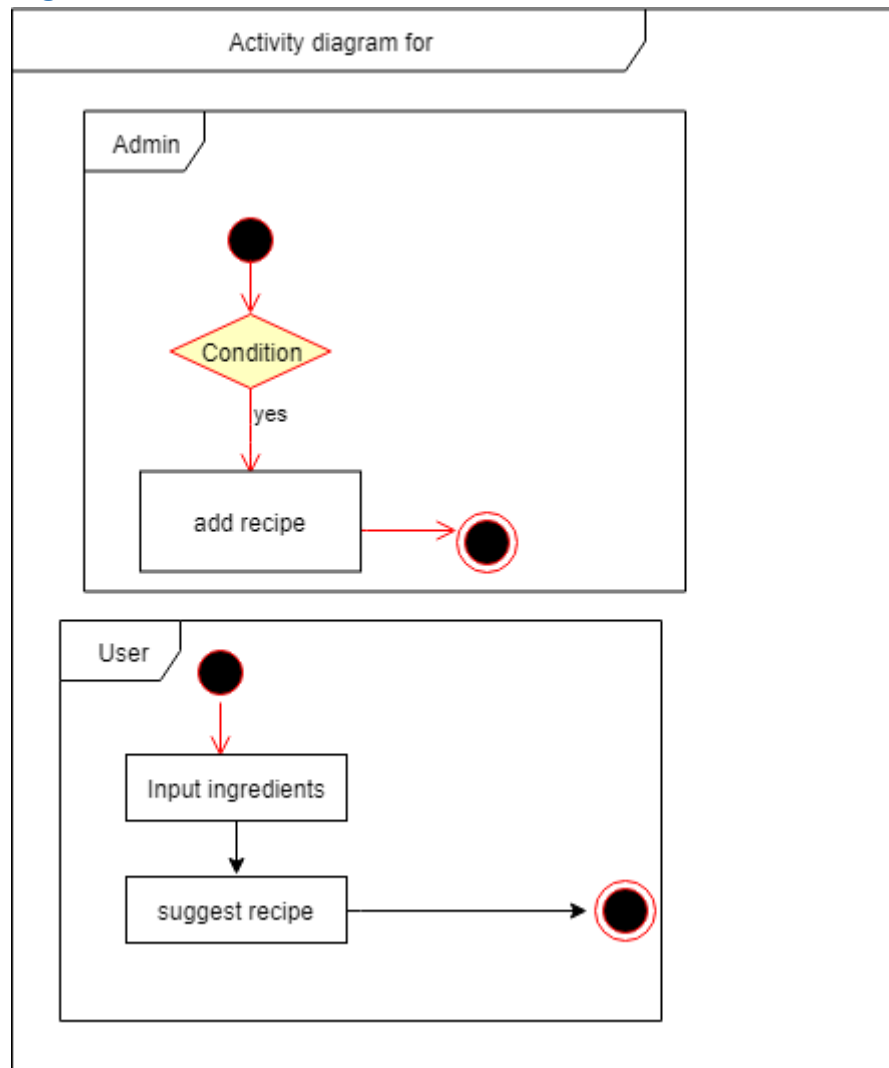 Activity diagram for
Admin
Condition
yes
add recipe
User
Input ingredients
suggest recipe